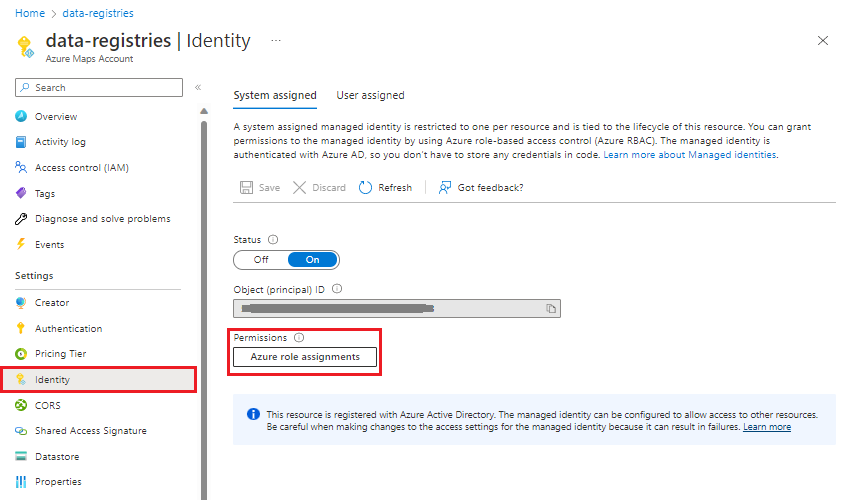 Home > data-registries
data-registries | Identity ...
Azure Maps Account
Search
«
Overview
Activity log
Access control (IAM)
Tags
Diagnose and solve problems
Events
Settings
Creator
Authentication
Pricing Tier
Identity
CORS
Shared Access Signature
Datastore
Properties
System assigned User assigned
A system assigned managed identity is restricted to one per resource and is tied to the lifecycle of this resource. You can grant
permissions to the managed identity by using Azure role-based access control (Azure RBAC). The managed identity is
authenticated with Azure AD, so you don't have to store any credentials in code. Learn more about Managed identities.
Save Discard Refresh Got feedback?
Status
Off On
Object (principal) ID
Permissions
Azure role assignments
This resource is registered with Azure Active Directory. The managed identity can be configured to allow access to other resources.
Be careful when making changes to the access settings for the managed identity because it can result in failures. Learn more